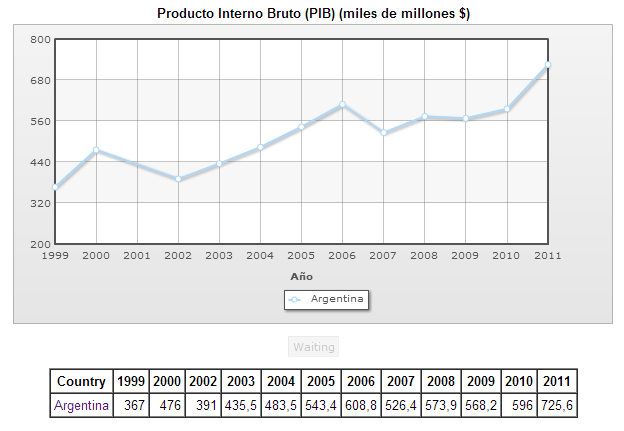 Producto Interno Bruto (PIB) (miles de millones $)
800
680
560
440
320
200
1999 2000 2001 2002 2003 2004 2005 2006 2007 2008 2009 2010 2011
Año
Argentina
Waiting
Country 1999 2000 2002 2003 2004 2005 2006 2007 2008 2009 2010 2011
Argentina 367 476 391 435,5 483,5 543,4 608,8 526,4 573,9 568,2 596 725,6